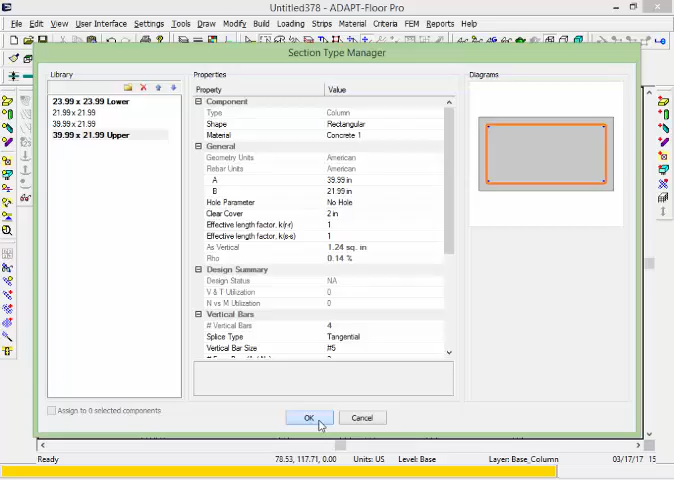 Untitled378 - ADAPT-Floor Pro
File Edit View User Interface Settings Tools Draw Modify Build Loading Strips Tendon Criteria FEM Reports Help
Section Type Manager
Library
23.99 x 23.99 Lower
21.99 x 21.99
39.99 x 21.99
39.99 x 21.99 Upper
Assign to 0 selected components
Properties
Property Value
Component
Type Column
Shape Rectangular
Material Concrete 1
General
Geometry Units American
Rebar Units American
A 39.99 in
B 21.99 in
Hole Parameter No Hole
Clear Cover 2 in
Effective length factor, k(r-r) 1
Effective length factor, k(s-s) 1
As Vertical 1.24 sq. in
Rho 0.14 %
Design Summary
Design Status NA
V & T Utilization 0
N vs M Utilization 0
Vertical Bars
# Vertical Bars 4
Splice Type Tangential
Vertical Bar Size #5
Diagrams
OK Cancel
Ready 78.53, 117.71, 0.00 Units: US Level: Base Layer: Base_Column 03/17/17 15